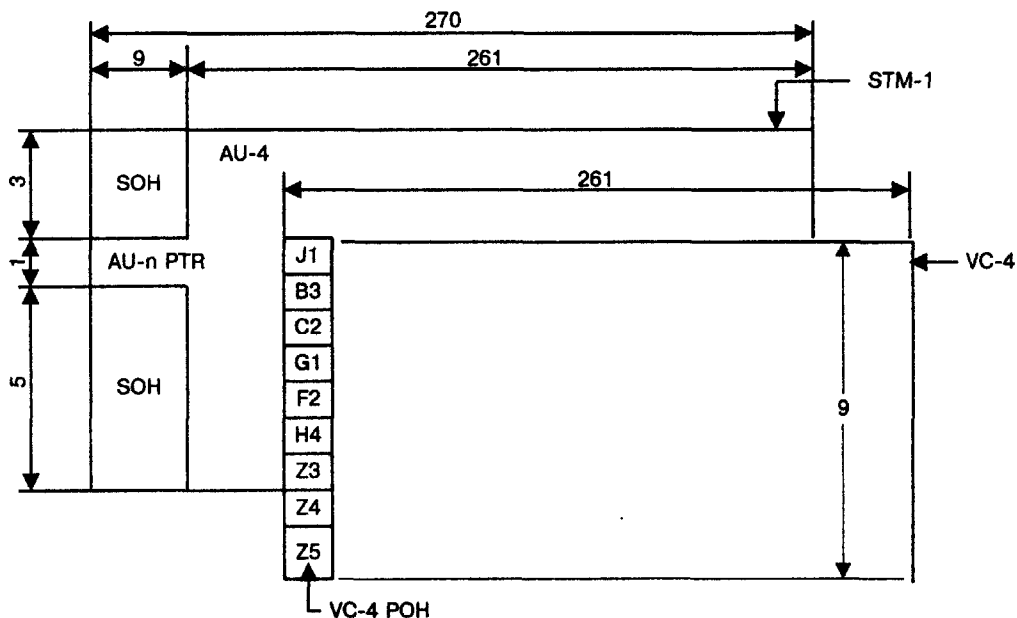 270
9
261
STM-1
AU-4
3
SOH
261
1
AU-n PTR
J1
VC-4
B3
C2
G1
5
SOH
F2
9
H4
Z3
Z4
Z5
VC-4 POH